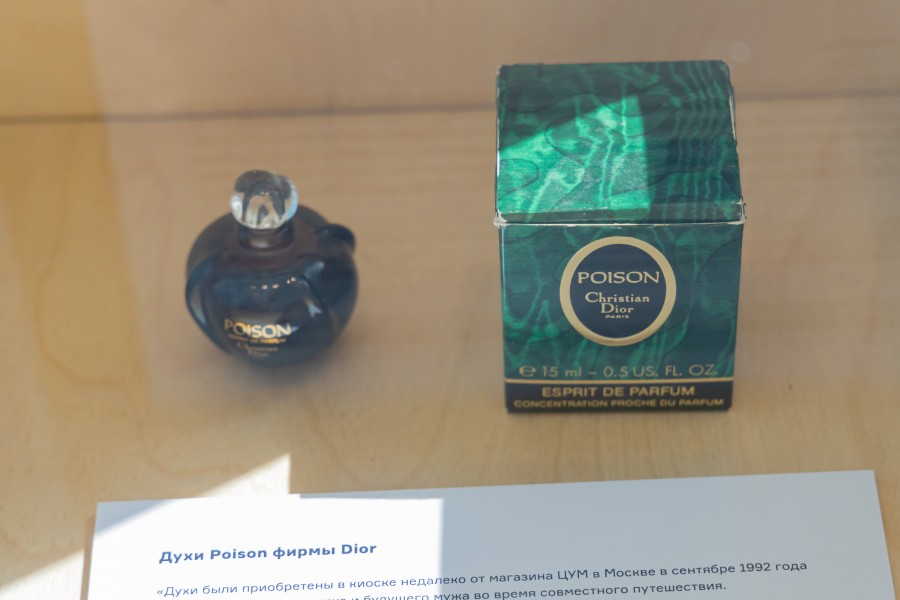 POISON
POISON
Christian
Dior
PARIS
e 15 ml - 0.5 US. FL. OZ.
ESPRIT DE PARFUM
CONCENTRATION PROCHE DU PARFUM
Духи Poison фирмы Dior
«Духи были приобретены в киоске недалеко от магазина ЦУМ в Москве в сентябре 1992 года
и будущего мужа во время совместного путешествия.